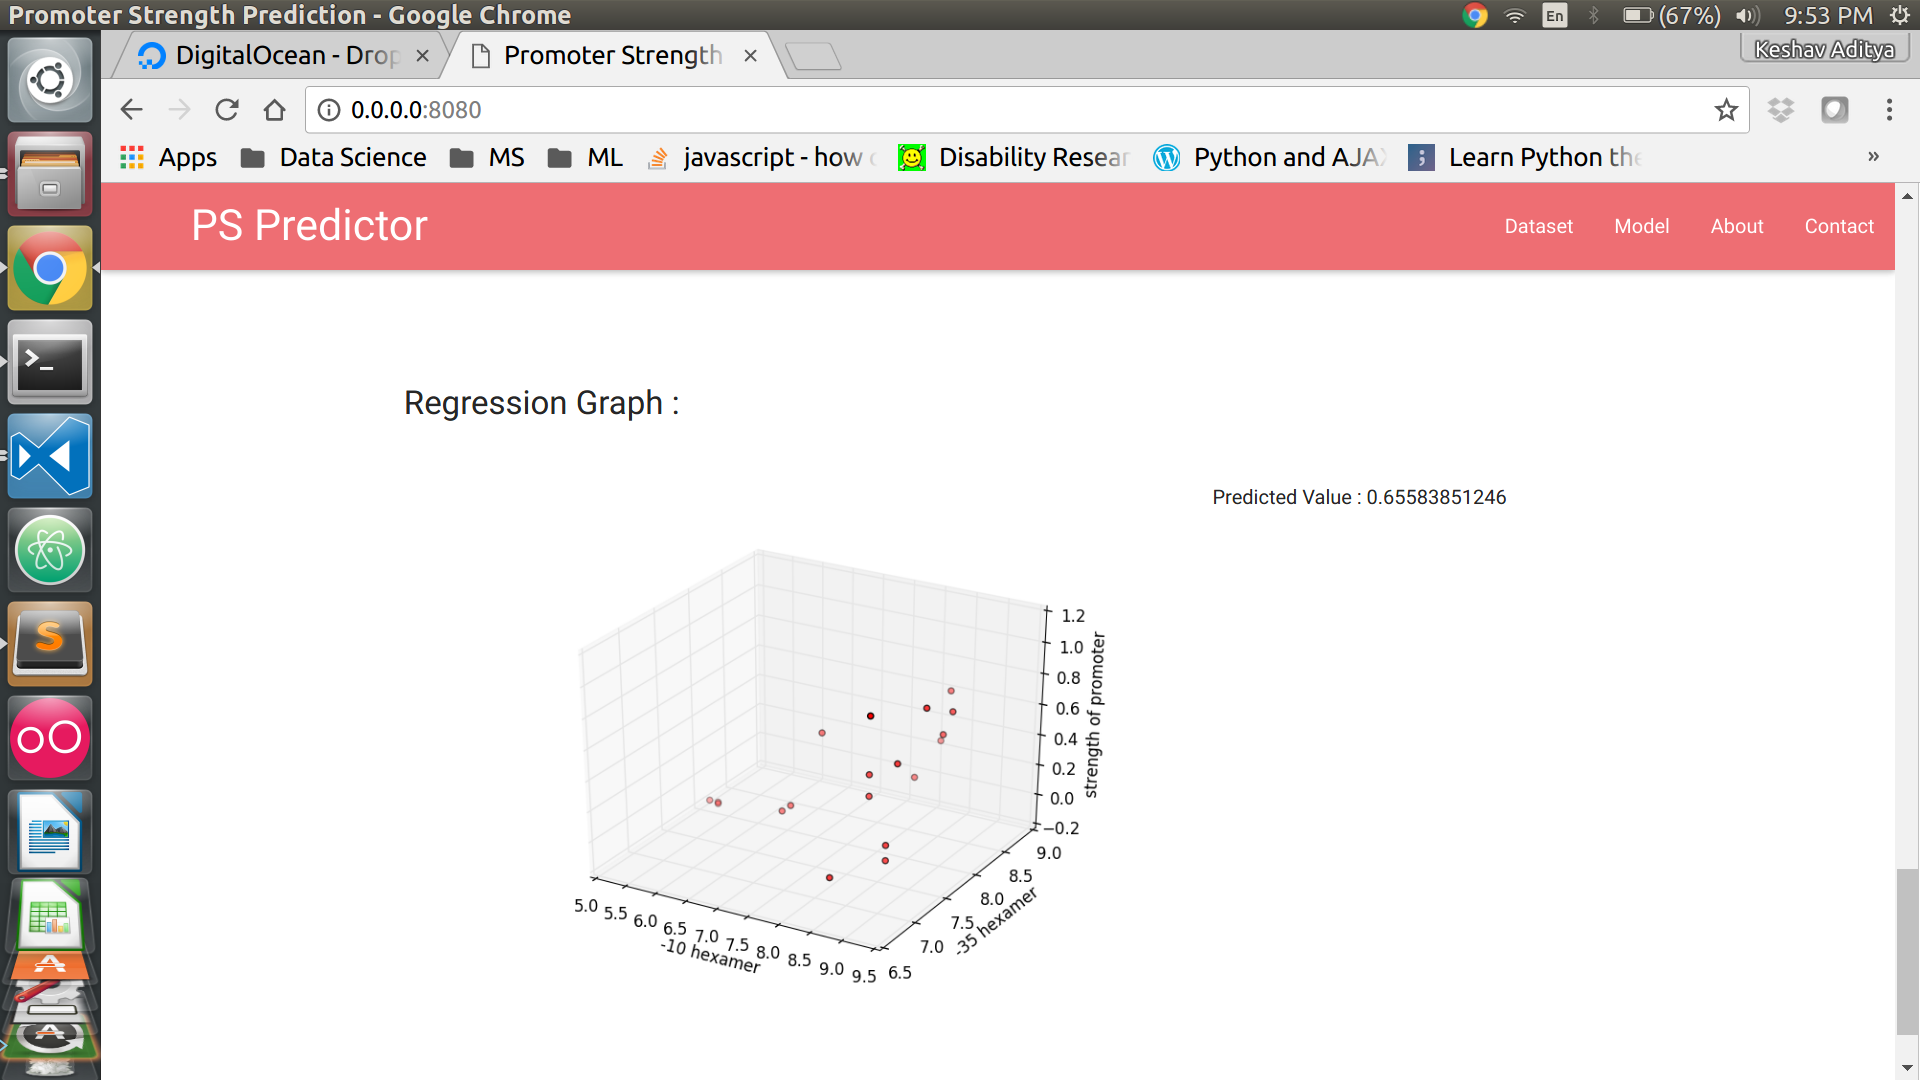 Promoter Strength Prediction - Google Chrome
En
(67%)
9:53 PM
DigitalOcean - Drop
Promoter Strength
Keshav Aditya
0.0.0.0:8080
Apps
Data Science
MS
ML
javascript - how
Disability Resear
Python and AJA
Learn Python the
»
PS Predictor
Dataset
Model
About
Contact
Regression Graph :
Predicted Value : 0.65583851246
1.2
1.0
0.8
0.6
0.4
0.2
0.0
−0.2
strength of promoter
9.0
8.5
8.0
7.5
7.0
6.5
-35 hexamer
5.0 5.5 6.0 6.5 7.0 7.5 8.0 8.5 9.0 9.5
-10 hexamer